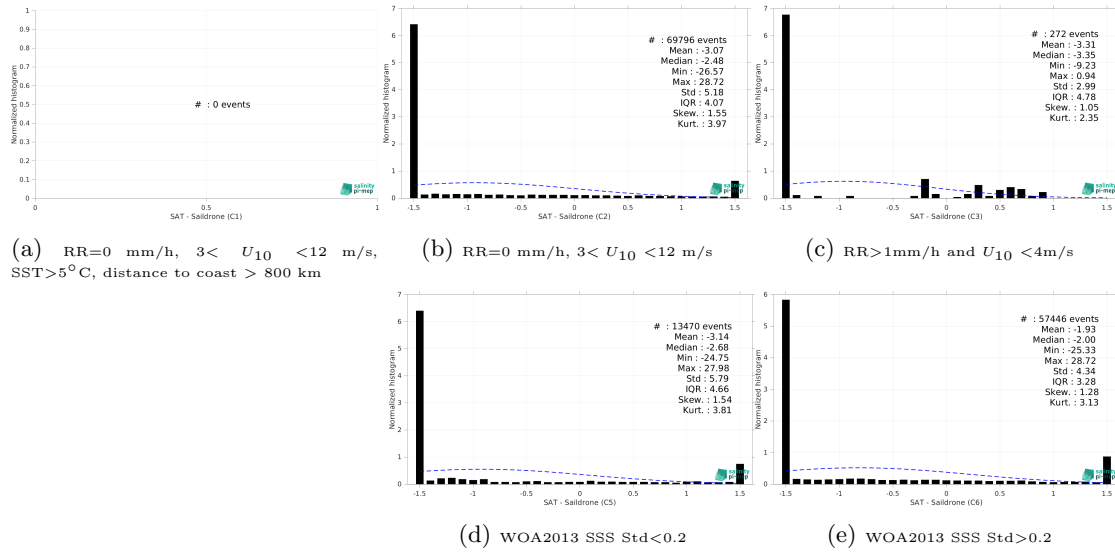 1
0.9
0.8
0.7
0.6
0.5
0.4
0.3
0.2
0.1
0
Normalized histogram
# : 0 events
salinity
pi-mep
0 0.5 1
SAT - Saildrone (C1)
(a) RR=0 mm/h, 3< U10 <12 m/s,
SST>5°C, distance to coast > 800 km
7
6
5
4
3
2
1
0
Normalized histogram
# : 69796 events
Mean : -3.07
Median : -2.48
Min : -26.57
Max : 28.72
Std : 5.18
IQR : 4.07
Skew. : 1.55
Kurt. : 3.97
salinity
pi-mep
-1.5 -1 -0.5 0 0.5 1 1.5
SAT - Saildrone (C2)
(b) RR=0 mm/h, 3< U10 <12 m/s
7
6
5
4
3
2
1
0
Normalized histogram
# : 272 events
Mean : -3.31
Median : -3.35
Min : -9.23
Max : 0.94
Std : 2.99
IQR : 4.78
Skew. : 1.05
Kurt. : 2.35
salinity
pi-mep
-1.5 -1 -0.5 0 0.5 1 1.5
SAT - Saildrone (C3)
(c) RR>1mm/h and U10 <4m/s
7
6
5
4
3
2
1
0
Normalized histogram
# : 13470 events
Mean : -3.14
Median : -2.68
Min : -24.75
Max : 27.98
Std : 5.79
IQR : 4.66
Skew. : 1.54
Kurt. : 3.81
salinity
pi-mep
-1.5 -1 -0.5 0 0.5 1 1.5
SAT - Saildrone (C5)
(d) WOA2013 SSS Std<0.2
6
5
4
3
2
1
0
Normalized histogram
# : 57446 events
Mean : -1.93
Median : -2.00
Min : -25.33
Max : 28.72
Std : 4.34
IQR : 3.28
Skew. : 1.28
Kurt. : 3.13
salinity
pi-mep
-1.5 -1 -0.5 0 0.5 1 1.5
SAT - Saildrone (C6)
(e) WOA2013 SSS Std>0.2